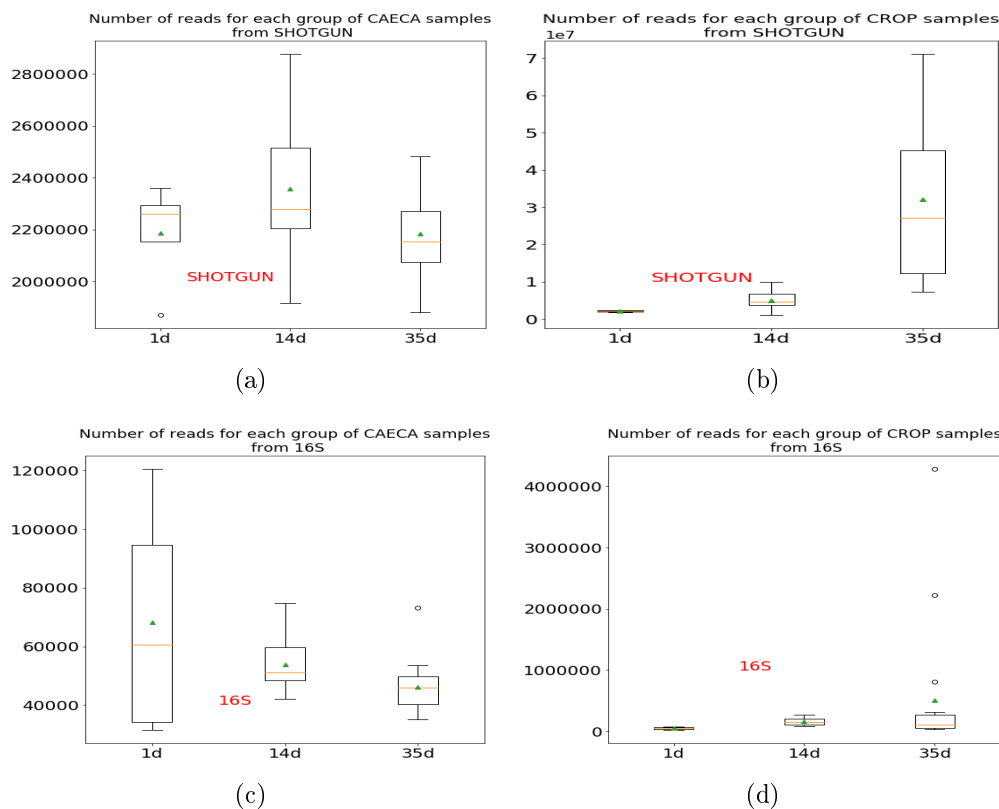 Number of reads for each group of CAECA samples
from SHOTGUN
2800000
2600000
2400000
2200000
2000000
SHOTGUN
1d
14d
35d
(a)
Number of reads for each group of CROP samples
from SHOTGUN
1e7
7
6
5
4
3
2
1
0
SHOTGUN
1d
14d
35d
(b)
Number of reads for each group of CAECA samples
from 16S
120000
100000
80000
60000
40000
16S
1d
14d
35d
(c)
Number of reads for each group of CROP samples
from 16S
4000000
3000000
2000000
1000000
0
16S
1d
14d
35d
(d)